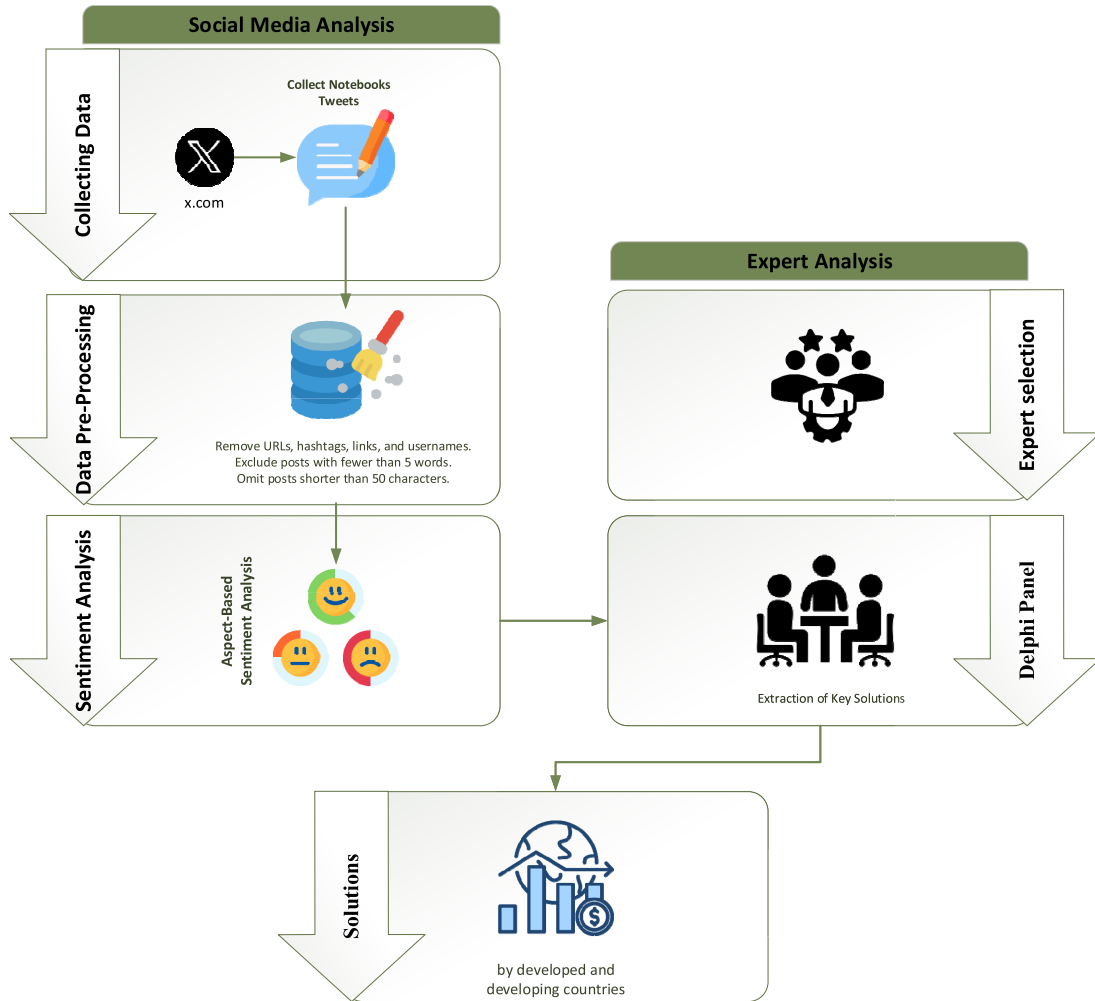 Social Media Analysis
Collecting Data
Collect Notebooks
Tweets
x.com
Data Pre-Processing
Remove URLs, hashtags, links, and usernames.
Exclude posts with fewer than 5 words.
Omit posts shorter than 50 characters.
Sentiment Analysis
Aspect-Based
Sentiment Analysis
Expert Analysis
Expert selection
Delphi Panel
Extraction of Key Solutions
Solutions
$
by developed and
developing countries